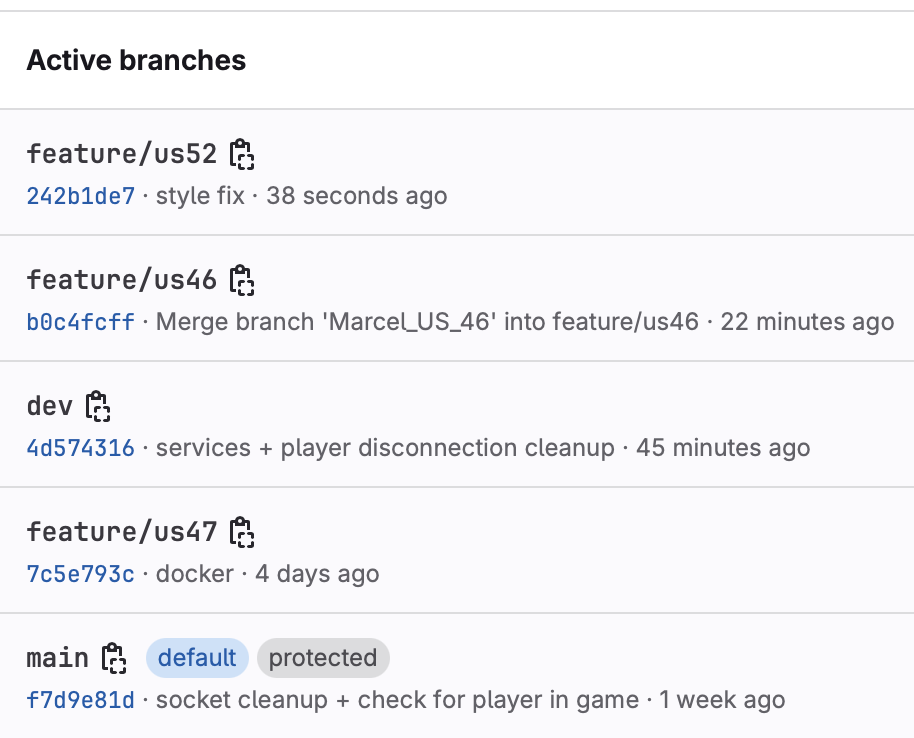 Active branches
feature/us52
242b1de7 · style fix · 38 seconds ago
feature/us46
b0c4fcff · Merge branch 'Marcel_US_46' into feature/us46 · 22 minutes ago
dev
4d574316 · services + player disconnection cleanup · 45 minutes ago
feature/us47
7c5e793c · docker · 4 days ago
main default protected
f7d9e81d · socket cleanup + check for player in game · 1 week ago